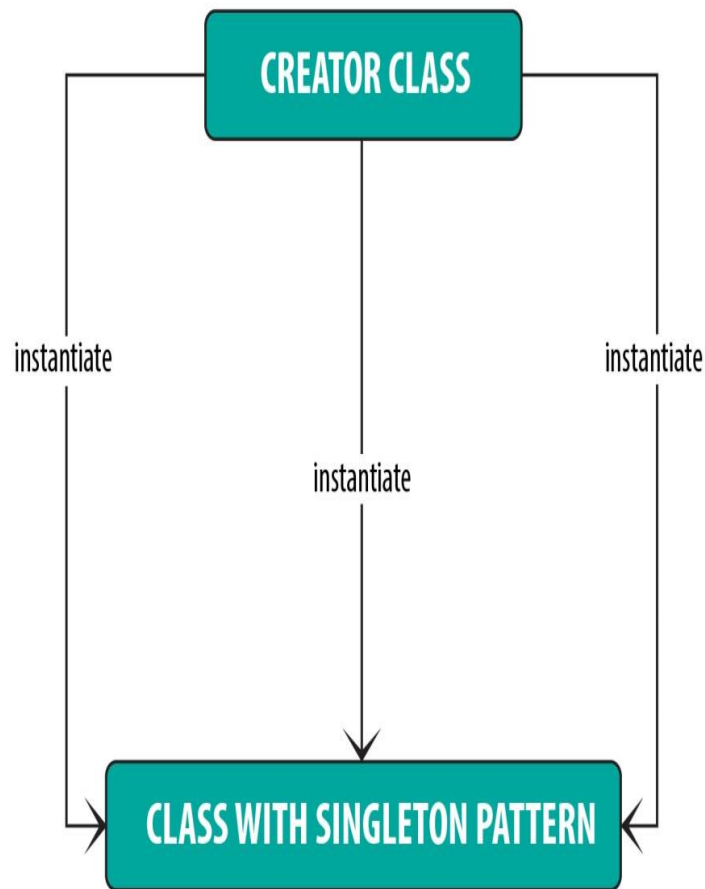 CREATOR CLASS
instantiate
instantiate
instantiate
CLASS WITH SINGLETON PATTERN